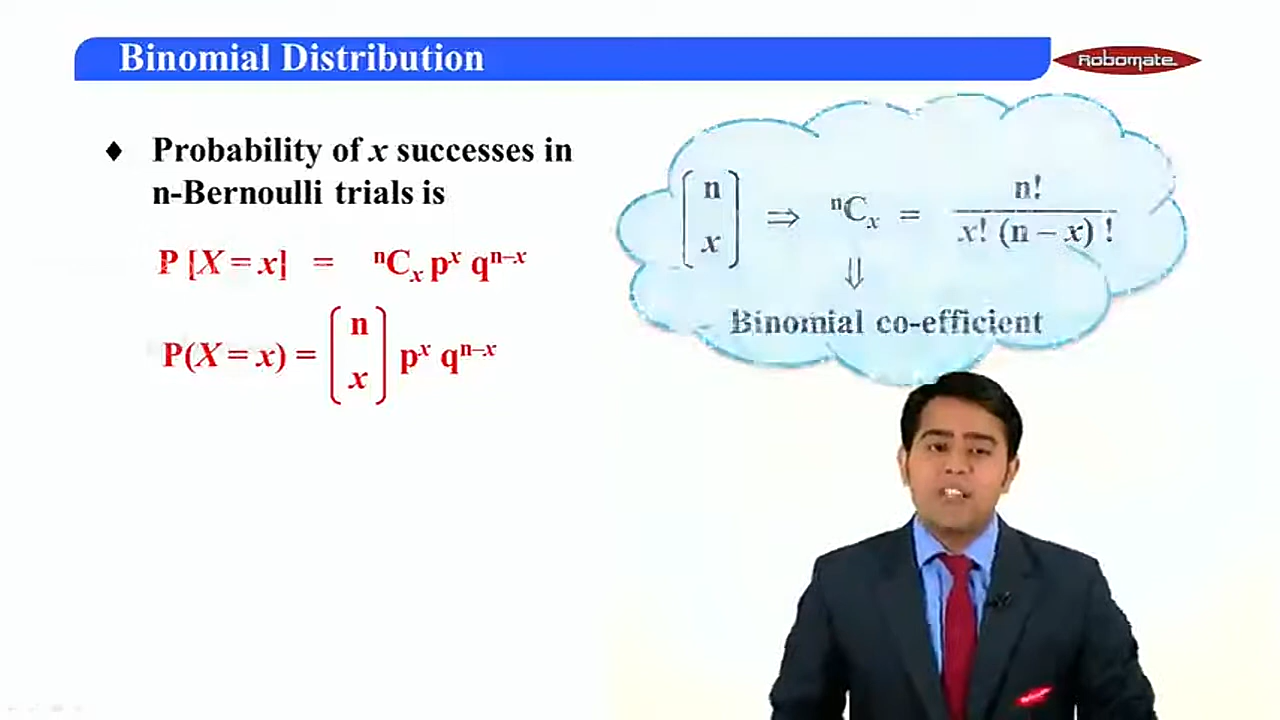 Binomial Distribution
Robomate
♦ Probability of x successes in
n-Bernoulli trials is
P [X = x] = ⁿCₓ pˣ qⁿ⁻ˣ
P(X = x) = [n x] pˣ qⁿ⁻ˣ
[n x] ⇒ ⁿCₓ = n! / x! (n – x) !
⇓
Binomial co-efficient